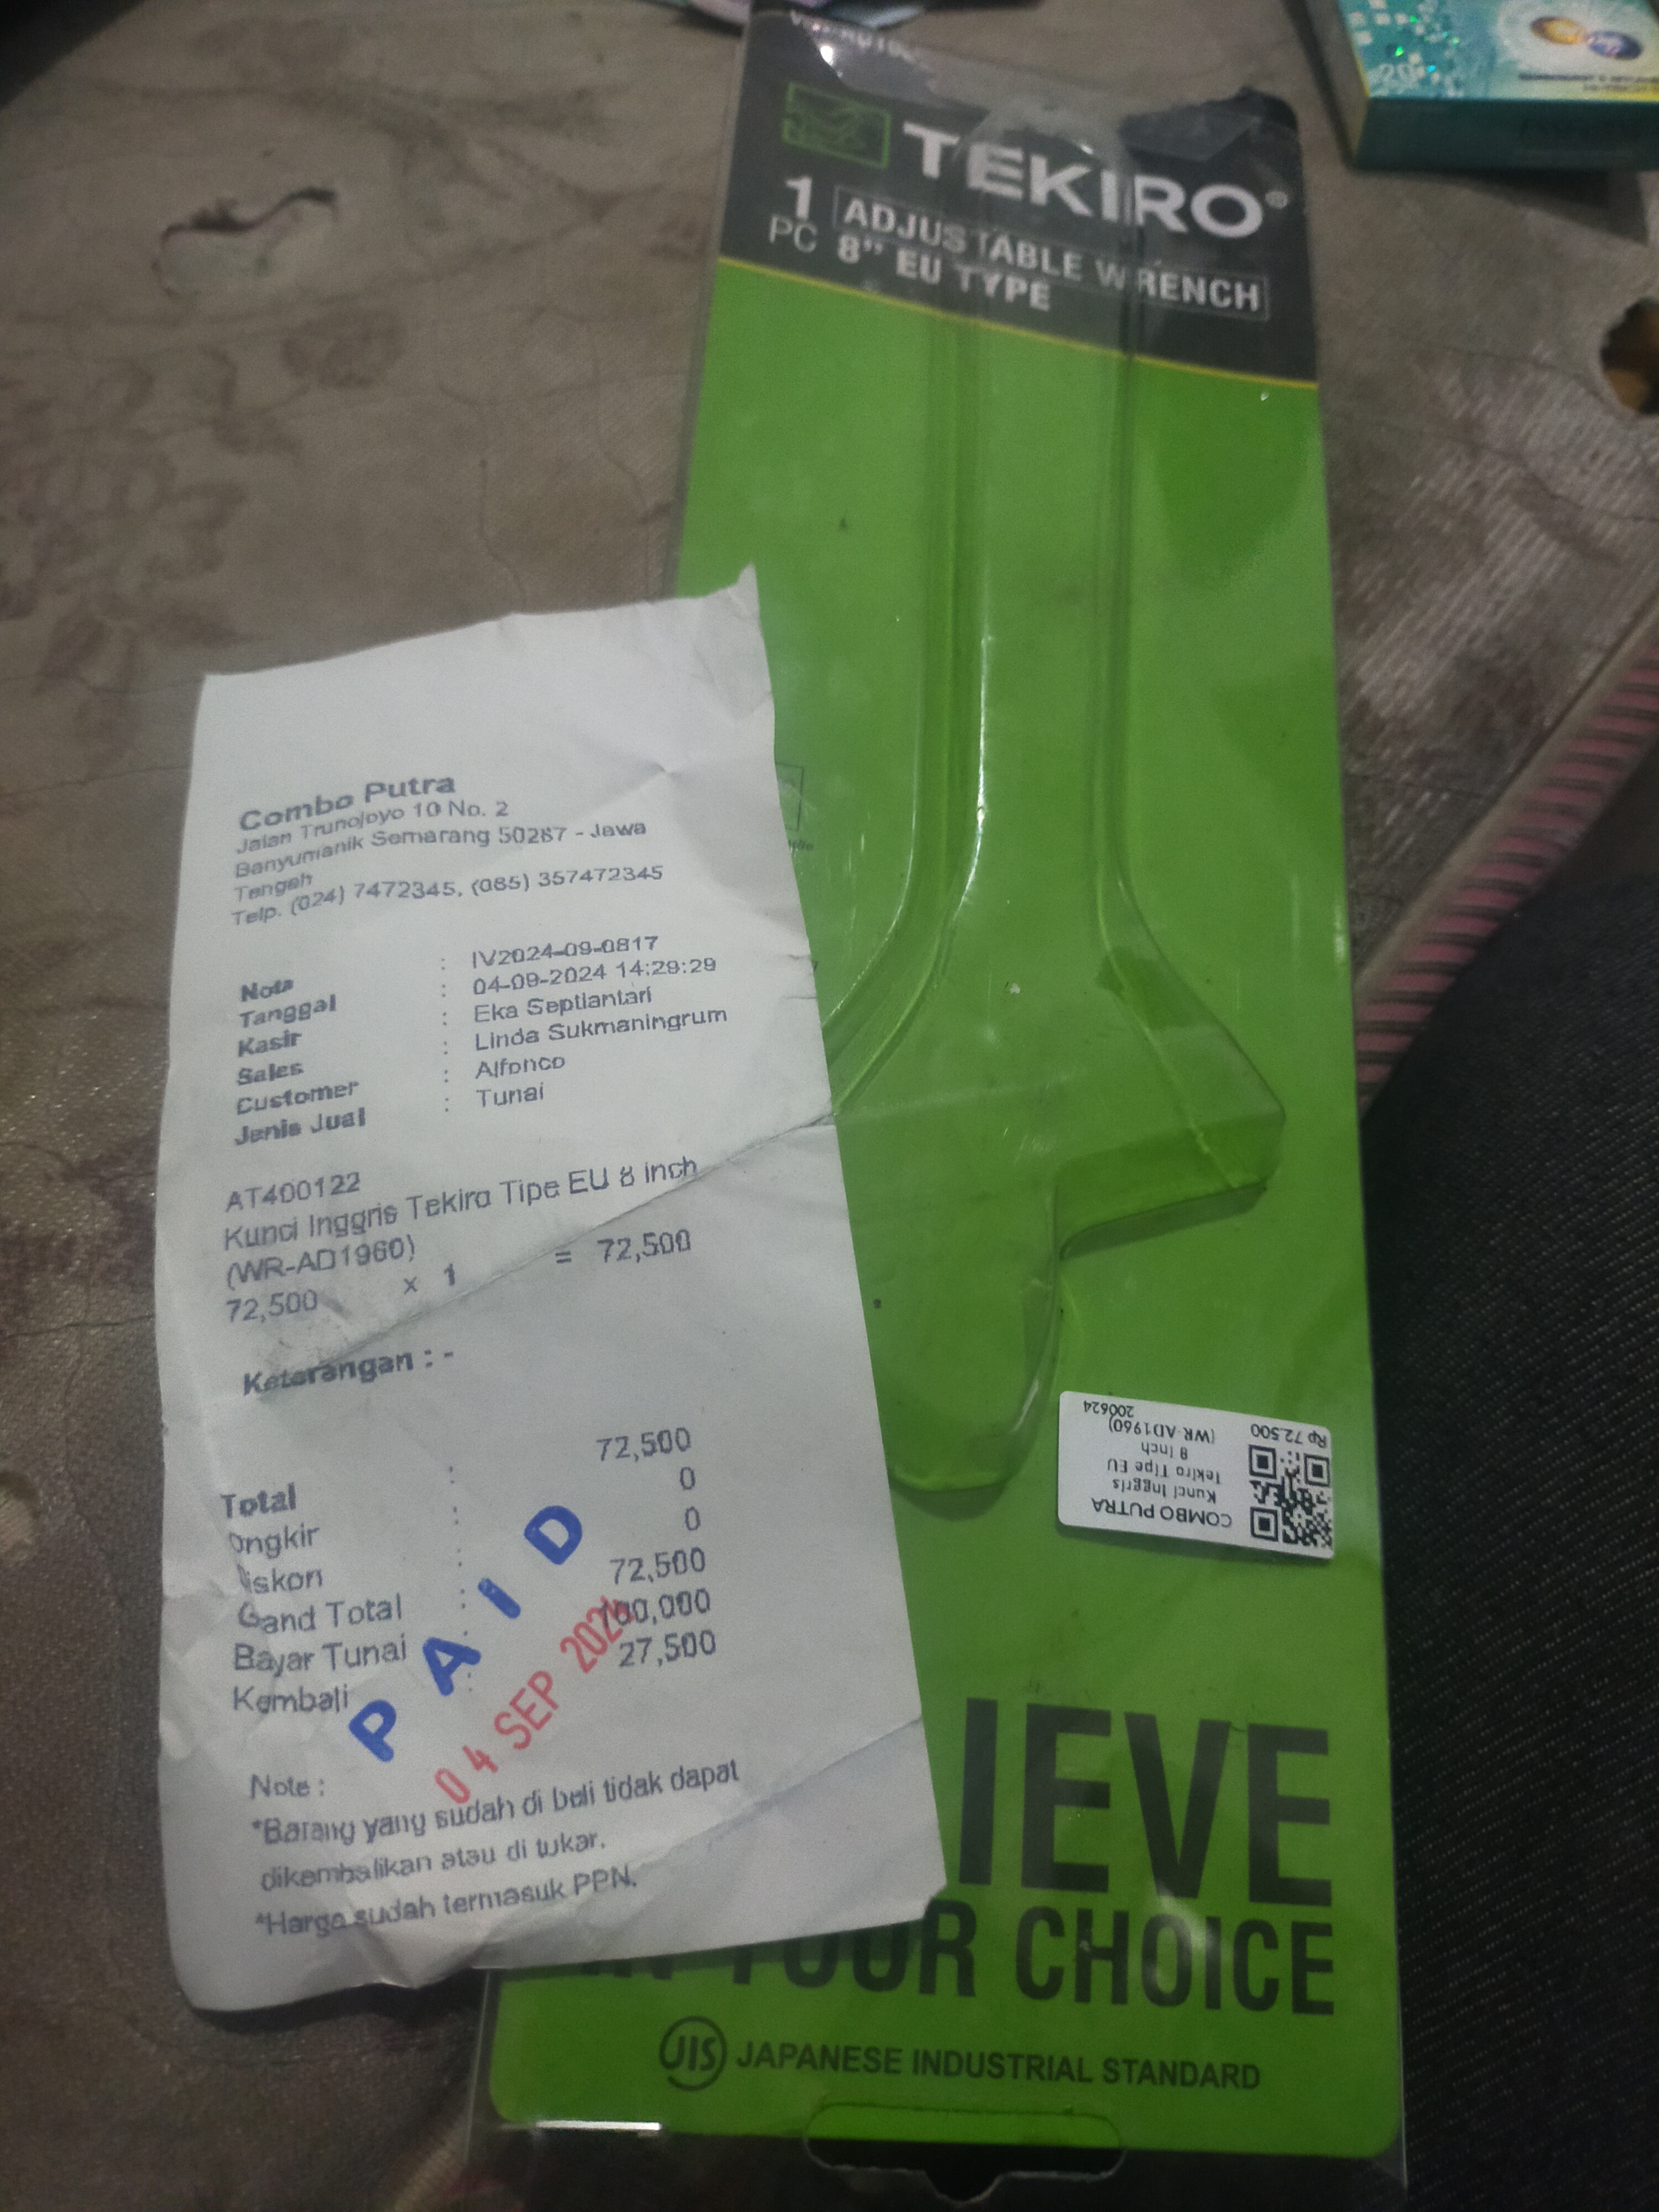 TEKIRO®
1 PC
ADJUSTABLE WRENCH
8" EU TYPE
Combo Putra
Jalan Trunojoyo 10 No. 2
Banyumanik Semarang 50267 - Jawa
Tengah
Telp. (024) 7472345, (085) 357472345
Nota : IV2024-09-0817
Tanggal : 04-09-2024 14:29:29
Kasir : Eka Septiantari
Sales : Linda Sukmaningrum
Customer : Alfonco
Jenis Jual : Tunai
AT400122
Kunci Inggris Tekiro Tipe EU 8 inch
(WR-AD1960)
72,500 x 1 = 72,500
Keterangan : -
Total : 72,500
Ongkir : 0
Diskon : 0
Gand Total : 72,500
Bayar Tunai : 100,000
Kembali : 27,500
PAID
04 SEP 2024
Note :
*Barang yang sudah di beli tidak dapat
dikembalikan atau di tukar.
*Harga sudah termasuk PPN.
COMBO PUTRA
Kunci Inggris
Tekiro Tipe EU
8 inch
(WR-AD1960)
Rp 72.500
200624
IEVE
IN YOUR CHOICE
JIS JAPANESE INDUSTRIAL STANDARD